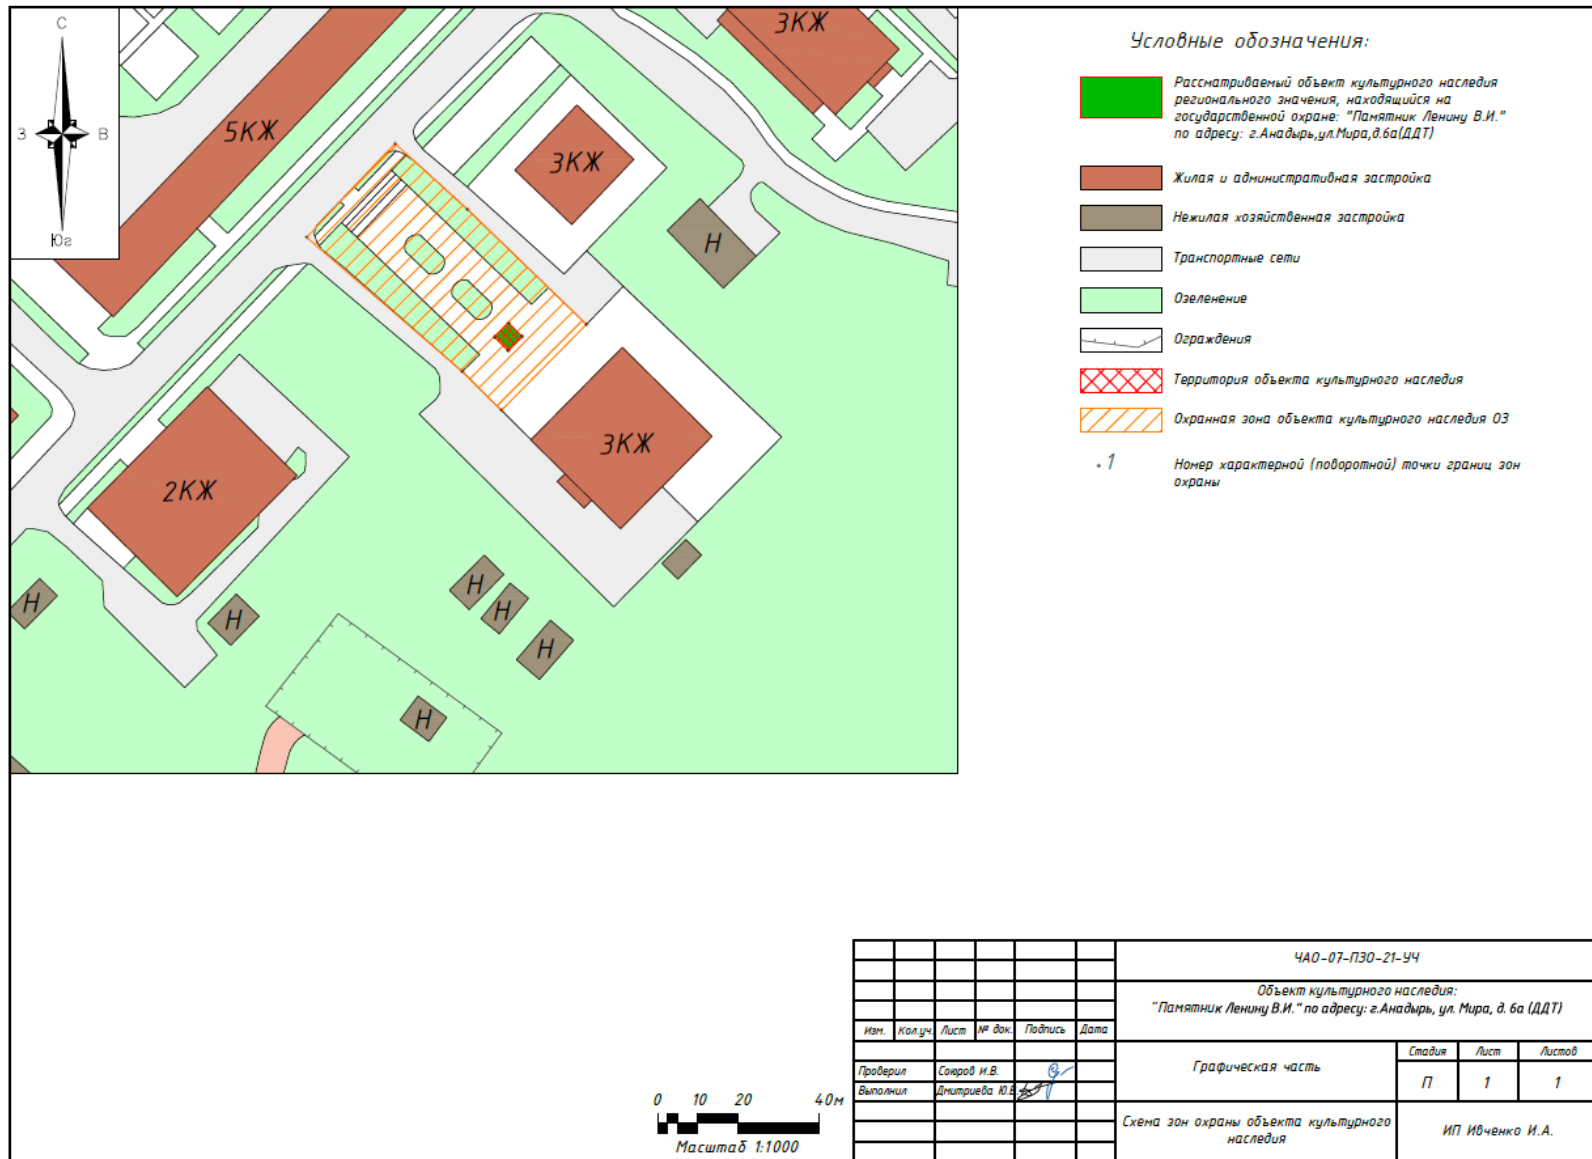 С
З
В
Юг
5КЖ
3КЖ
3КЖ
Н
3КЖ
2КЖ
Н
Н
Н
Н
Н
Н
Условные обозначения:
Рассматриваемый объект культурного наследия
регионального значения, находящийся на
государственной охране: "Памятник Ленину В.И."
по адресу: г.Анадырь,ул.Мира,д.6а(ДДТ)
Жилая и административная застройка
Нежилая хозяйственная застройка
Транспортные сети
Озеленение
Ограждения
Территория объекта культурного наследия
Охранная зона объекта культурного наследия ОЗ
1
Номер характерной (поворотной) точки границ зон
охраны
0 10 20 40м
Масштаб 1:1000
ЧАО-07-ПЗО-21-УЧ
Объект культурного наследия:
"Памятник Ленину В.И." по адресу: г.Анадырь, ул. Мира, д. 6а (ДДТ)
Изм. Кол.уч. Лист № док. Подпись Дата
Графическая часть
Стадия Лист Листов
П 1 1
Проверил Сокров И.В.
Выполнил Дмитриева Ю.В.
Схема зон охраны объекта культурного
наследия
ИП Ивченко И.А.